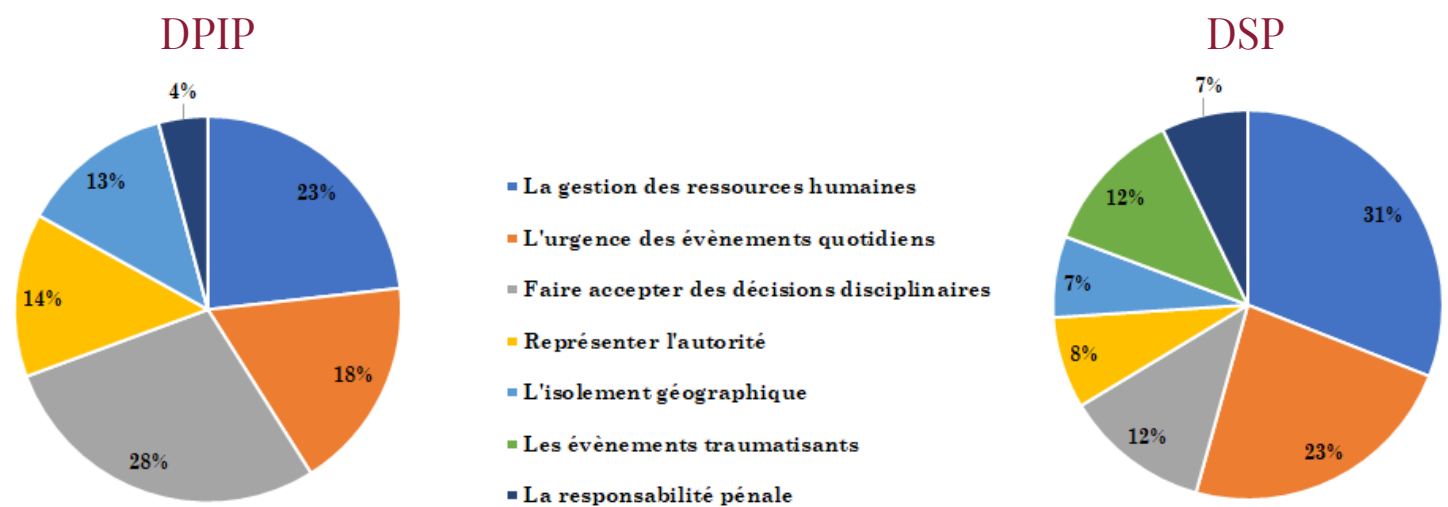 DPIP
4%
23%
18%
28%
14%
13%
La gestion des ressources humaines
L'urgence des évènements quotidiens
Faire accepter des décisions disciplinaires
Représenter l'autorité
L'isolement géographique
Les évènements traumatisants
La responsabilité pénale
DSP
7%
31%
23%
12%
8%
7%
12%